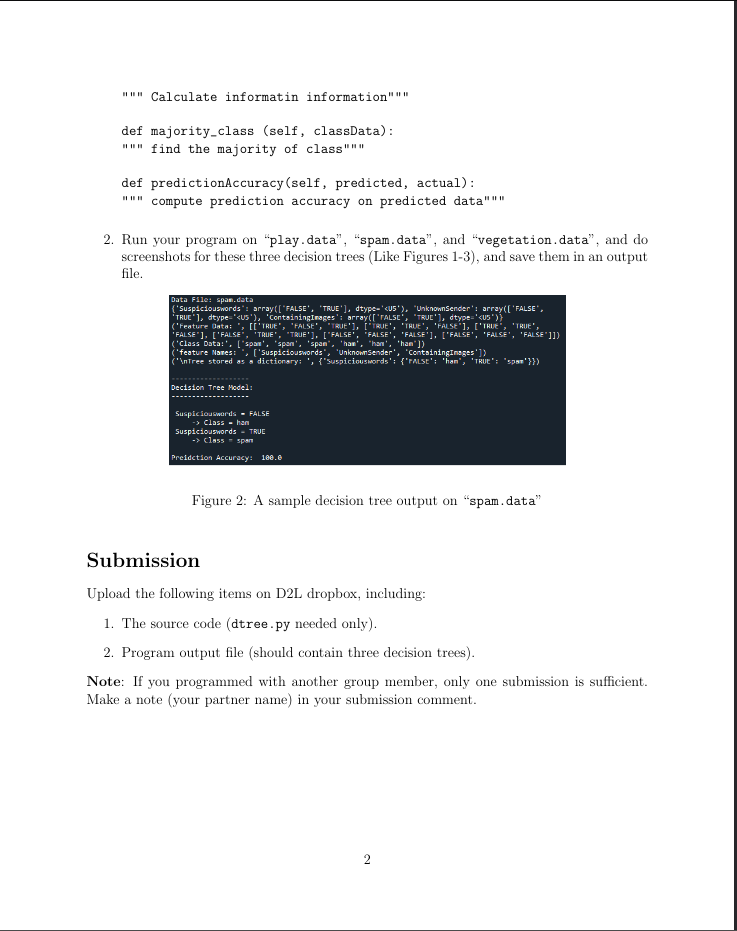 """ Calculate informatin information"""
def majority_class (self, classData):
""" find the majority of class"""
def predictionAccuracy(self, predicted, actual):
""" compute prediction accuracy on predicted data"""
2. Run your program on “play.data”, “spam.data”, and “vegetation.data”, and do
screenshots for these three decision trees (Like Figures 1-3), and save them in an output
file.
Data File: spam.data
{'Suspiciouswords': array(['FALSE', 'TRUE'], dtype='<U5'), 'UnknownSender': array(['FALSE',
'TRUE'], dtype='<U5'), 'ContainingImages': array(['FALSE', 'TRUE'], dtype='<U5')}
('Feature Data: ', [['TRUE', 'FALSE', 'TRUE'], ['TRUE', 'TRUE', 'FALSE'], ['TRUE', 'TRUE',
'FALSE'], ['FALSE', 'TRUE', 'TRUE'], ['FALSE', 'FALSE', 'FALSE'], ['FALSE', 'FALSE', 'FALSE']])
('Class Data:', ['spam', 'spam', 'spam', 'ham', 'ham', 'ham'])
('feature Names: ', ['Suspiciouswords', 'UnknownSender', 'ContainingImages'])
('\nTree stored as a dictionary: ', {'Suspiciouswords': {'FALSE': 'ham', 'TRUE': 'spam'}})
-------------------
Decision Tree Model:
-------------------
Suspiciouswords = FALSE
-> Class = ham
Suspiciouswords = TRUE
-> Class = spam
Preidction Accuracy: 100.0
Figure 2: A sample decision tree output on “spam.data”
Submission
Upload the following items on D2L dropbox, including:
1. The source code (dtree.py needed only).
2. Program output file (should contain three decision trees).
Note: If you programmed with another group member, only one submission is sufficient.
Make a note (your partner name) in your submission comment.
2